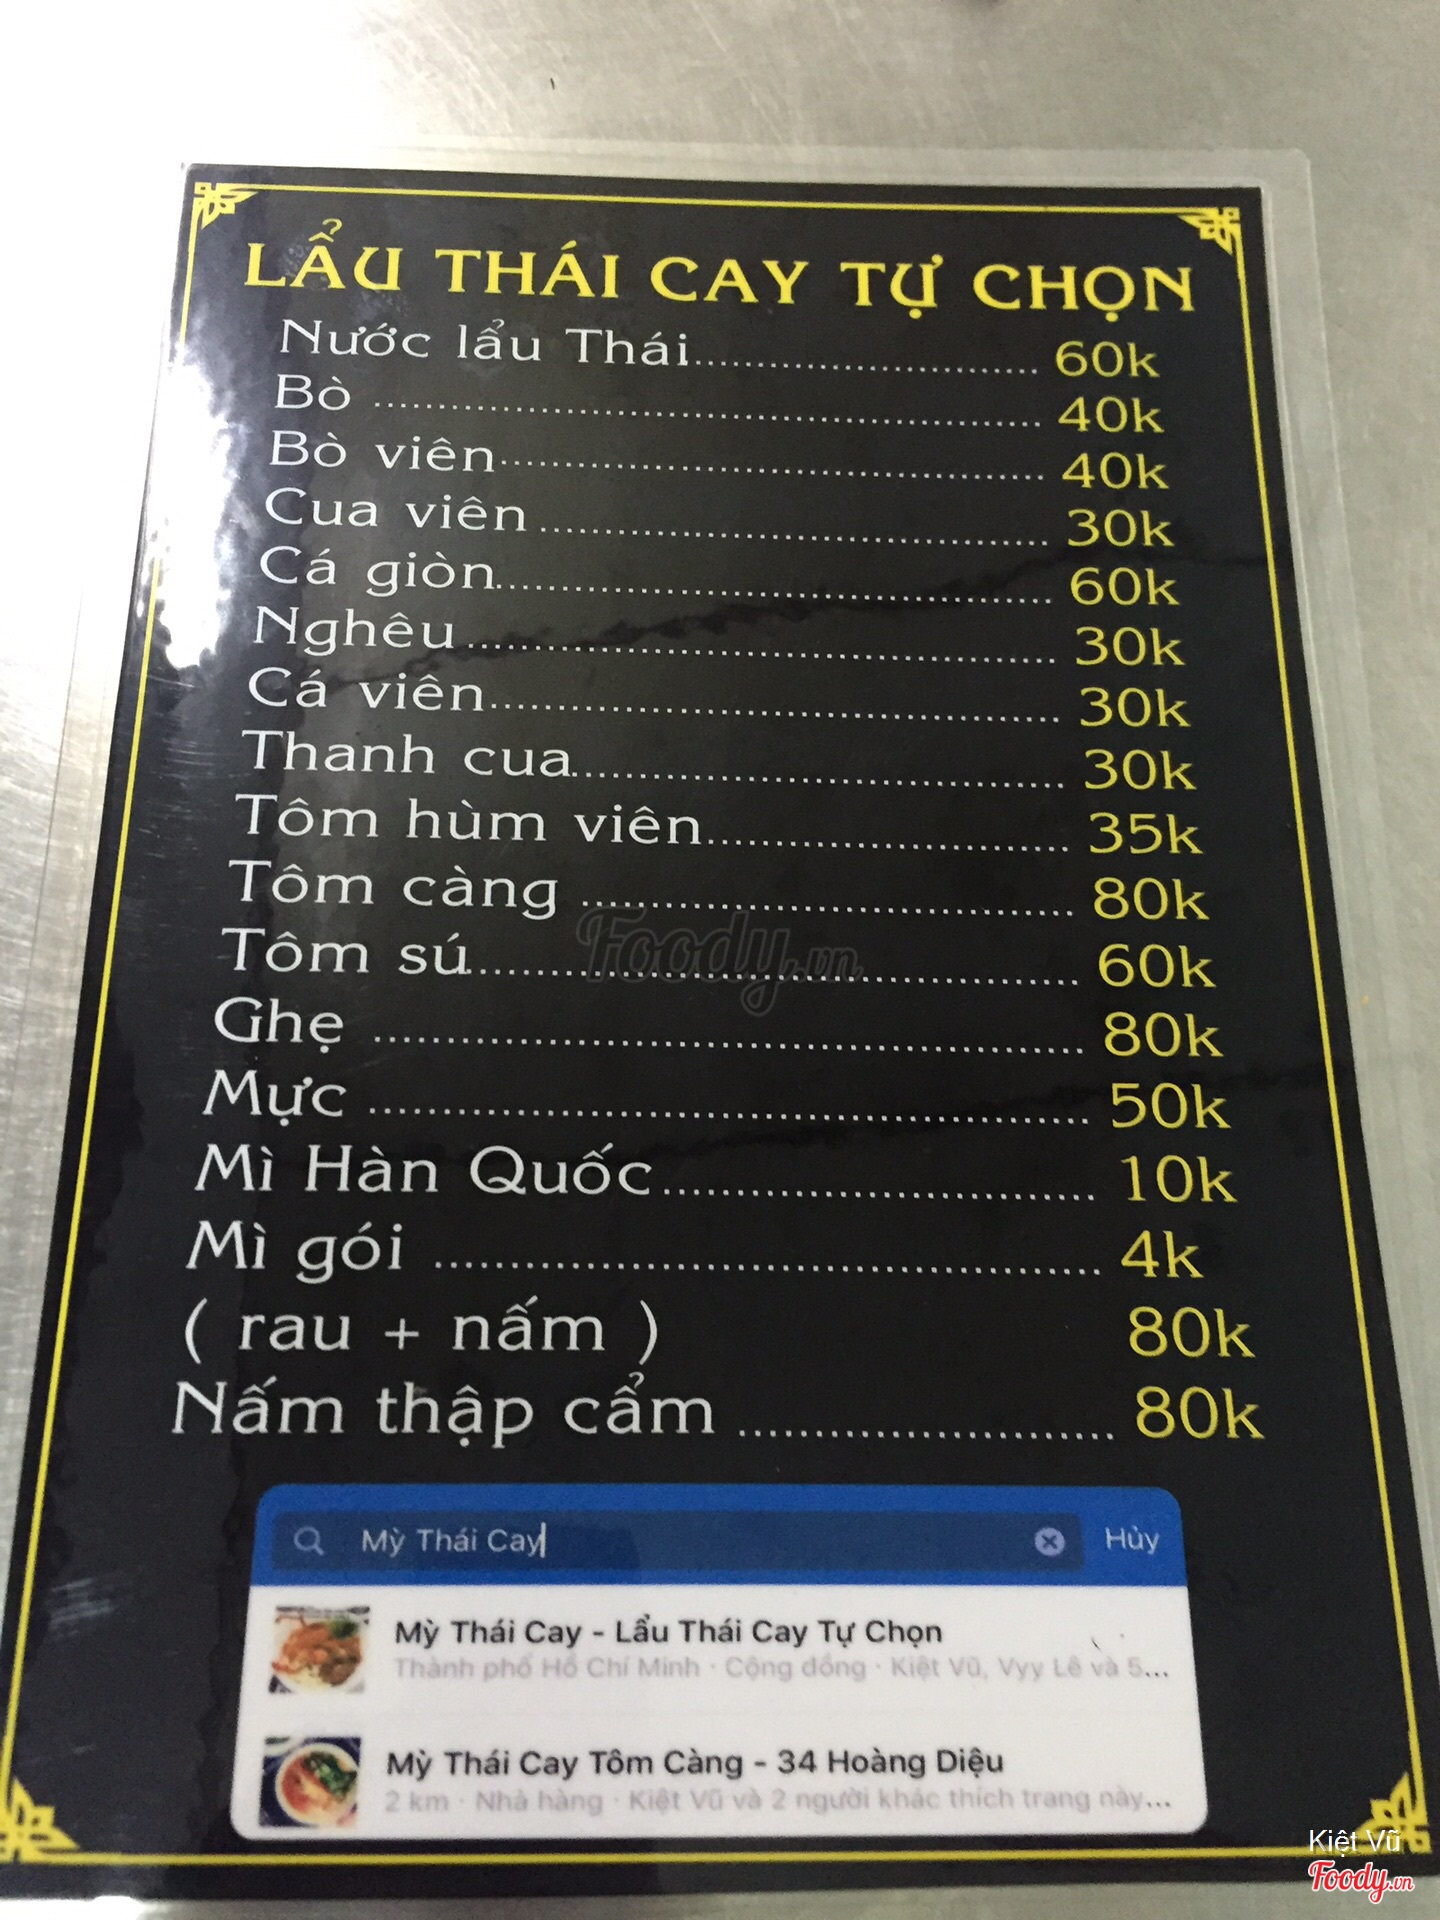 LẨU THÁI CAY TỰ CHỌN
Nước lẩu Thái.............................. 60k
Bò .................................................. 40k
Bò viên.......................................... 40k
Cua viên ....................................... 30k
Cá giòn.......................................... 60k
Nghêu............................................ 30k
Cá viên.......................................... 30k
Thanh cua..................................... 30k
Tôm hùm viên............................ 35k
Tôm càng ..................................... 80k
Tôm sú.......................................... 60k
Ghẹ ................................................ 80k
Mực ............................................... 50k
Mì Hàn Quốc.............................. 10k
Mì gói ........................................... 4k
( rau + nấm ) 80k
Nấm thập cẩm ......................... 80k
Foody.vn
Mỳ Thái Cay Hủy
Mỳ Thái Cay - Lẩu Thái Cay Tự Chọn
Thành phố Hồ Chí Minh · Cộng đồng · Kiệt Vũ, Vyy Lê và 5...
Mỳ Thái Cay Tôm Càng - 34 Hoàng Diệu
2 km · Nhà hàng · Kiệt Vũ và 2 người khác thích trang này...
Kiệt Vũ
Foody.vn